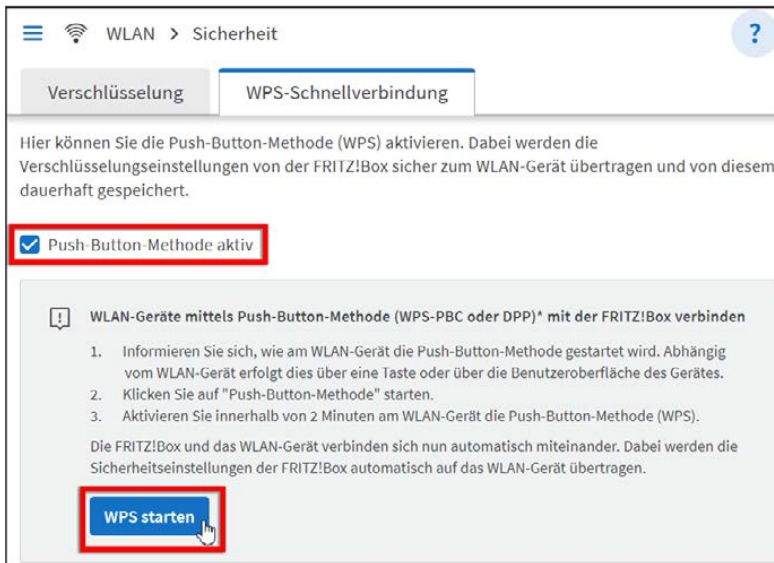 WLAN > Sicherheit
?
Verschlüsselung
WPS-Schnellverbindung
Hier können Sie die Push-Button-Methode (WPS) aktivieren. Dabei werden die
Verschlüsselungseinstellungen von der FRITZ!Box sicher zum WLAN-Gerät übertragen und von diesem
dauerhaft gespeichert.
Push-Button-Methode aktiv
WLAN-Geräte mittels Push-Button-Methode (WPS-PBC oder DPP)* mit der FRITZ!Box verbinden
1. Informieren Sie sich, wie am WLAN-Gerät die Push-Button-Methode gestartet wird. Abhängig
vom WLAN-Gerät erfolgt dies über eine Taste oder über die Benutzeroberfläche des Gerätes.
2. Klicken Sie auf "Push-Button-Methode" starten.
3. Aktivieren Sie innerhalb von 2 Minuten am WLAN-Gerät die Push-Button-Methode (WPS).
Die FRITZ!Box und das WLAN-Gerät verbinden sich nun automatisch miteinander. Dabei werden die
Sicherheitseinstellungen der FRITZ!Box automatisch auf das WLAN-Gerät übertragen.
WPS starten